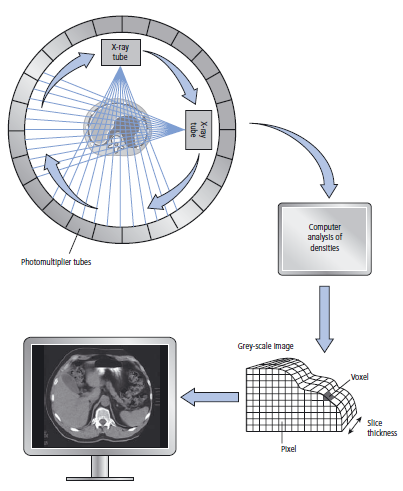 X-ray
tube
X-ray
tube
Photomultiplier tubes
Computer
analysis of
densities
Grey-scale image
Voxel
Slice
thickness
Pixel